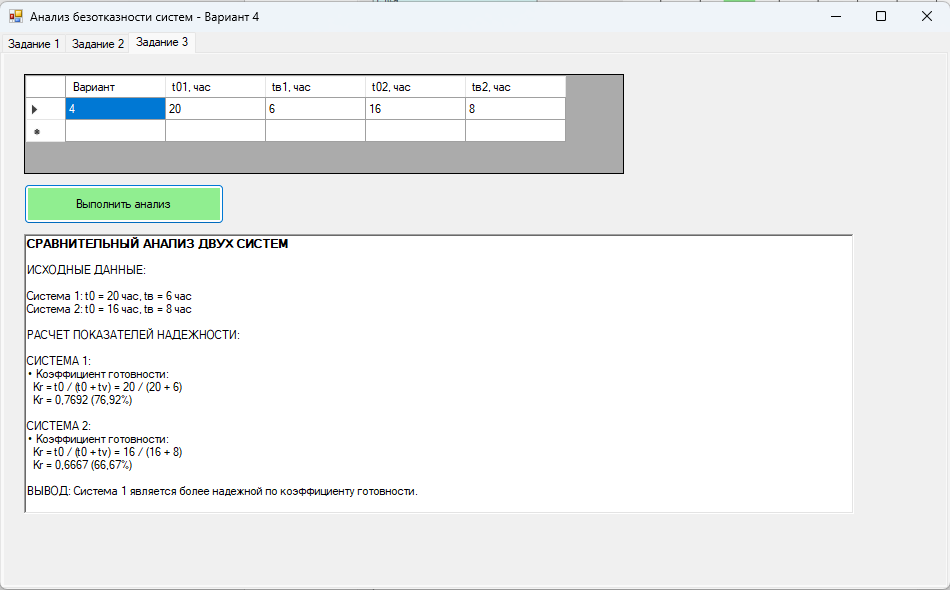 Анализ безотказности систем - Вариант 4
Задание 1 Задание 2 Задание 3
Вариант t01, час tв1, час t02, час tв2, час
4 20 6 16 8
Выполнить анализ
СРАВНИТЕЛЬНЫЙ АНАЛИЗ ДВУХ СИСТЕМ
ИСХОДНЫЕ ДАННЫЕ:
Система 1: t0 = 20 час, tв = 6 час
Система 2: t0 = 16 час, tв = 8 час
РАСЧЕТ ПОКАЗАТЕЛЕЙ НАДЕЖНОСТИ:
СИСТЕМА 1:
• Коэффициент готовности:
Kг = t0 / (t0 + tv) = 20 / (20 + 6)
Kг = 0,7692 (76,92%)
СИСТЕМА 2:
• Коэффициент готовности:
Kг = t0 / (t0 + tv) = 16 / (16 + 8)
Kг = 0,6667 (66,67%)
ВЫВОД: Система 1 является более надежной по коэффициенту готовности.